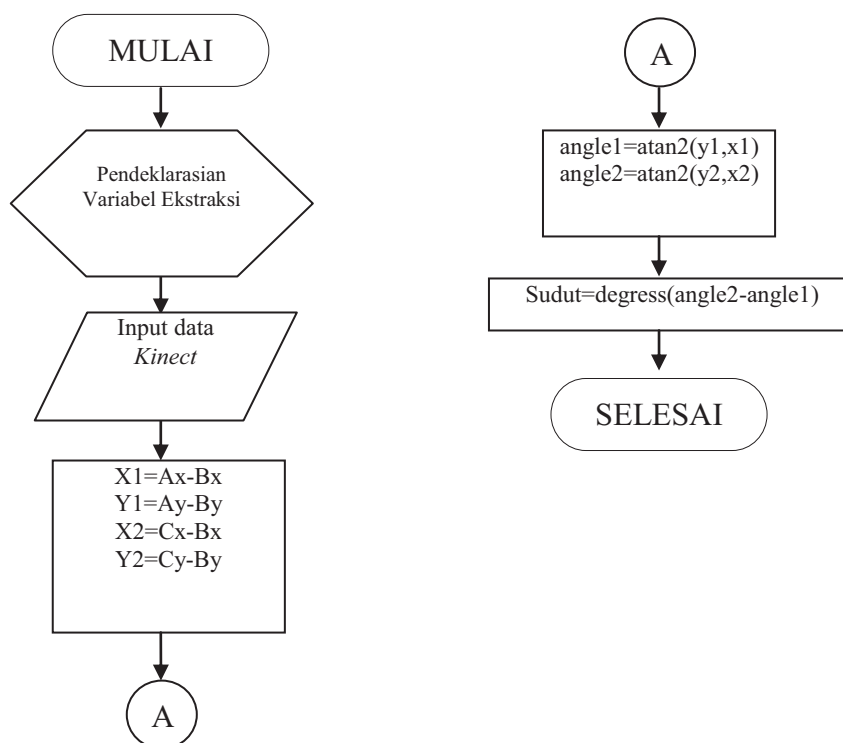 MULAI
Pendeklarasian
Variabel Ekstraksi
Input data
Kinect
X1=Ax-Bx
Y1=Ay-By
X2=Cx-Bx
Y2=Cy-By
A
A
angle1=atan2(y1,x1)
angle2=atan2(y2,x2)
Sudut=degress(angle2-angle1)
SELESAI